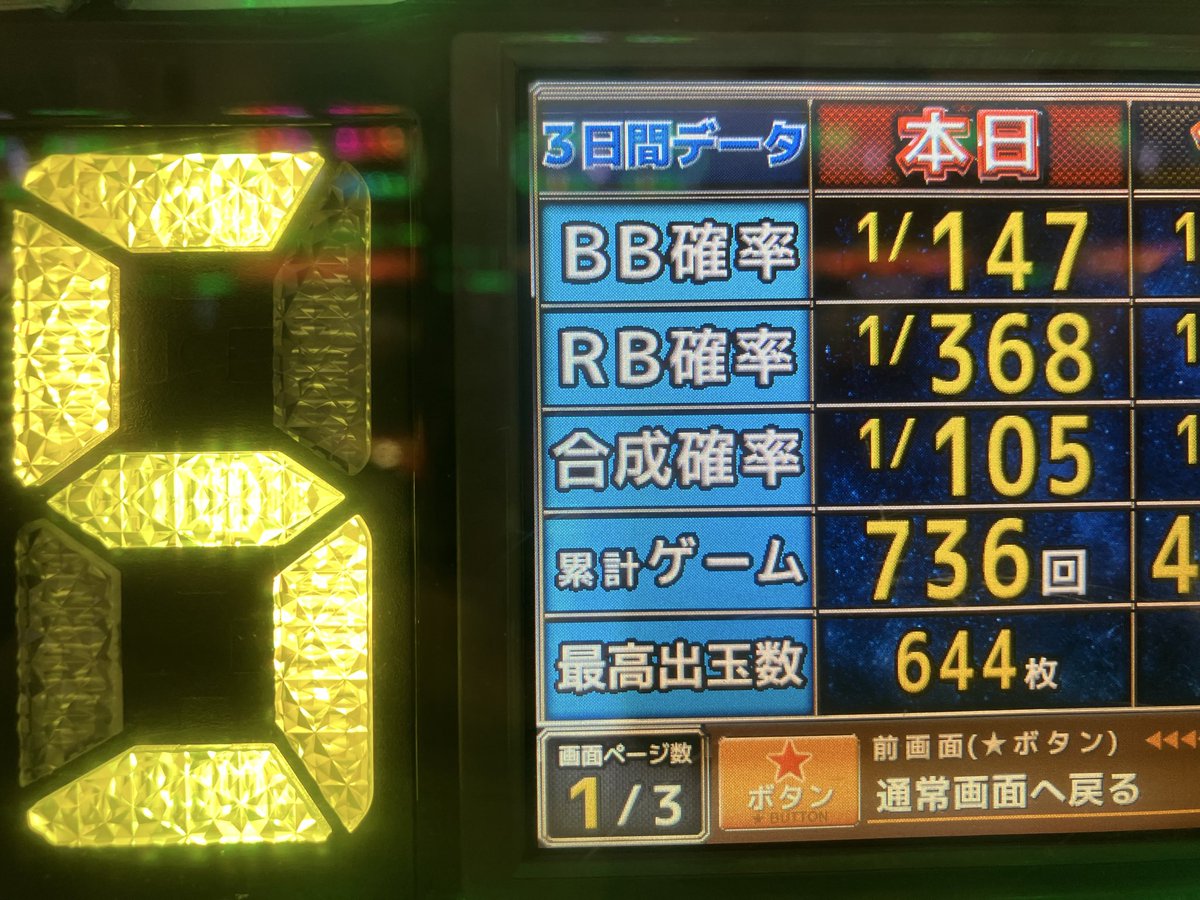 5
3日間データ 本日
BB確率 1/147
RB確率 1/368
合成確率 1/105
累計ゲーム 736回 4
最高出玉数 644枚
画面ページ数
1/3
ボタン
BUTTON
前画面(★ボタン)
通常画面へ戻る